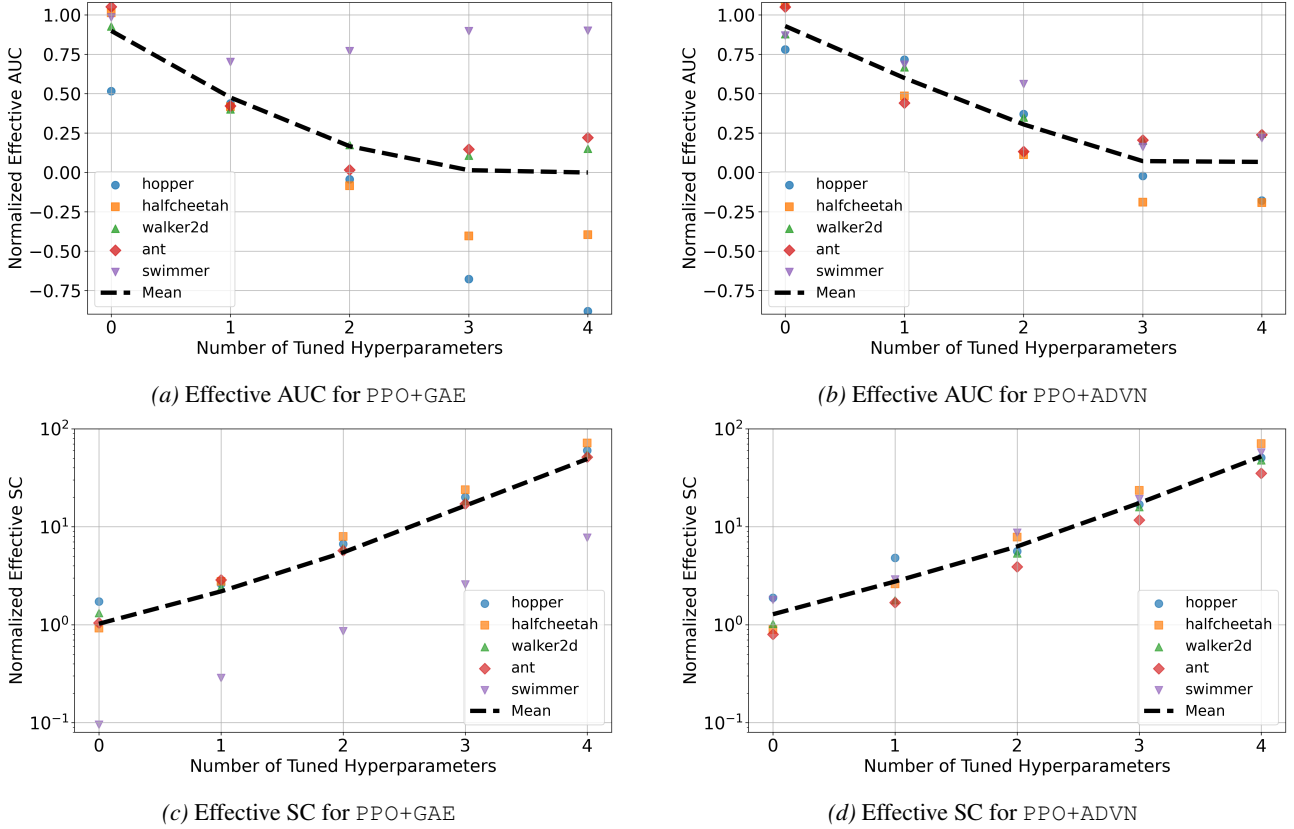 Normalized Effective AUC
1.00
0.75
0.50
0.25
0.00
−0.25
−0.50
−0.75
hopper
halfcheetah
walker2d
ant
swimmer
Mean
0 1 2 3 4
Number of Tuned Hyperparameters
(a) Effective AUC for PPO+GAE
Normalized Effective AUC
1.00
0.75
0.50
0.25
0.00
−0.25
−0.50
−0.75
hopper
halfcheetah
walker2d
ant
swimmer
Mean
0 1 2 3 4
Number of Tuned Hyperparameters
(b) Effective AUC for PPO+ADVN
Normalized Effective SC
10²
10¹
10⁰
10⁻¹
hopper
halfcheetah
walker2d
ant
swimmer
Mean
0 1 2 3 4
Number of Tuned Hyperparameters
(c) Effective SC for PPO+GAE
Normalized Effective SC
10²
10¹
10⁰
10⁻¹
hopper
halfcheetah
walker2d
ant
swimmer
Mean
0 1 2 3 4
Number of Tuned Hyperparameters
(d) Effective SC for PPO+ADVN